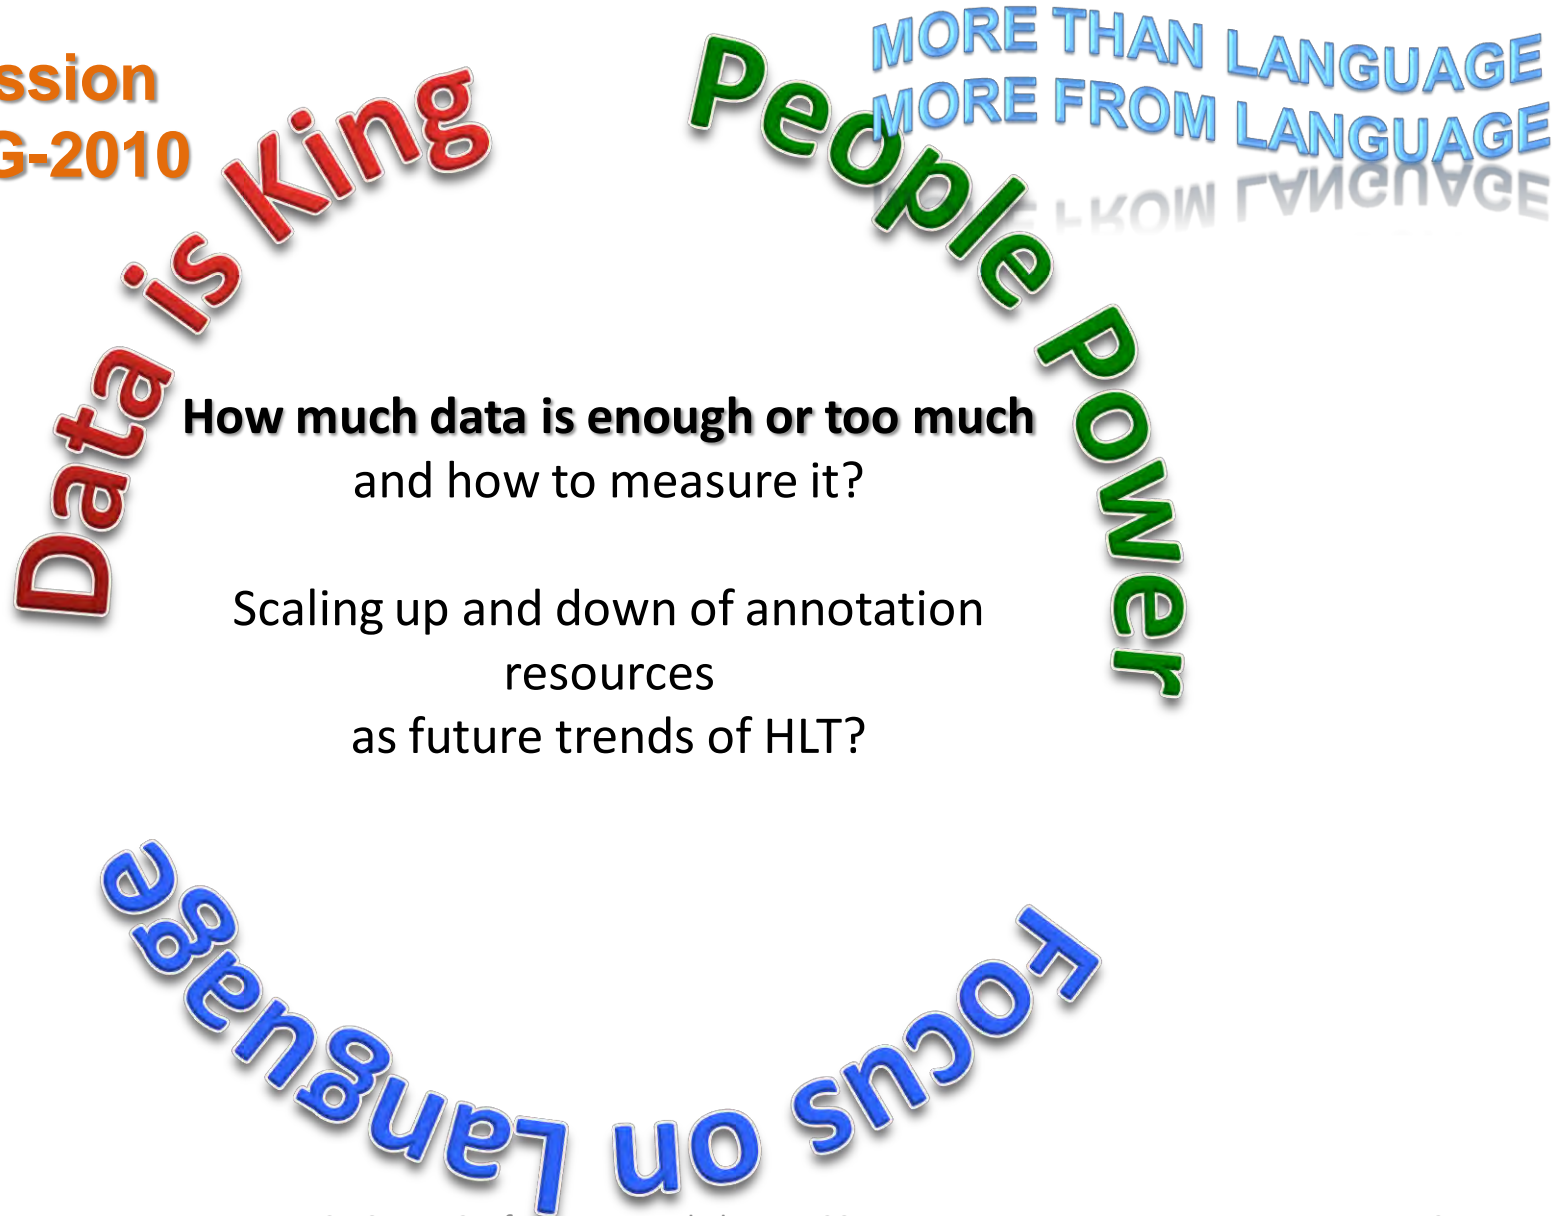 ssion
G-2010
MORE THAN LANGUAGE
MORE FROM LANGUAGE
Data is King
People Power
How much data is enough or too much
and how to measure it?
Scaling up and down of annotation
resources
as future trends of HLT?
Focus on Language